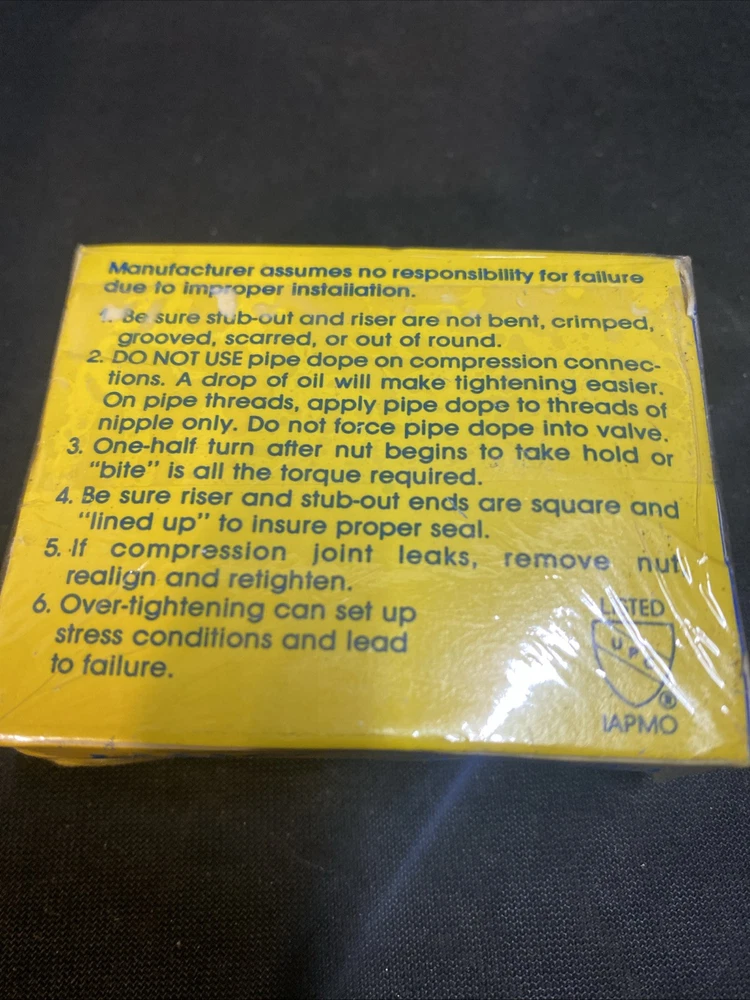 Manufacturer assumes no responsibility for failure
due to improper installation.
1. Be sure stub-out and riser are not bent, crimped,
grooved, scarred, or out of round.
2. DO NOT USE pipe dope on compression connec-
tions. A drop of oil will make tightening easier.
On pipe threads, apply pipe dope to threads of
nipple only. Do not force pipe dope into valve.
3. One-half turn after nut begins to take hold or
"bite" is all the torque required.
4. Be sure riser and stub-out ends are square and
"lined up" to insure proper seal.
5. If compression joint leaks, remove nut
realign and retighten.
6. Over-tightening can set up
stress conditions and lead
to failure.
LISTED
UPC
®
IAPMO